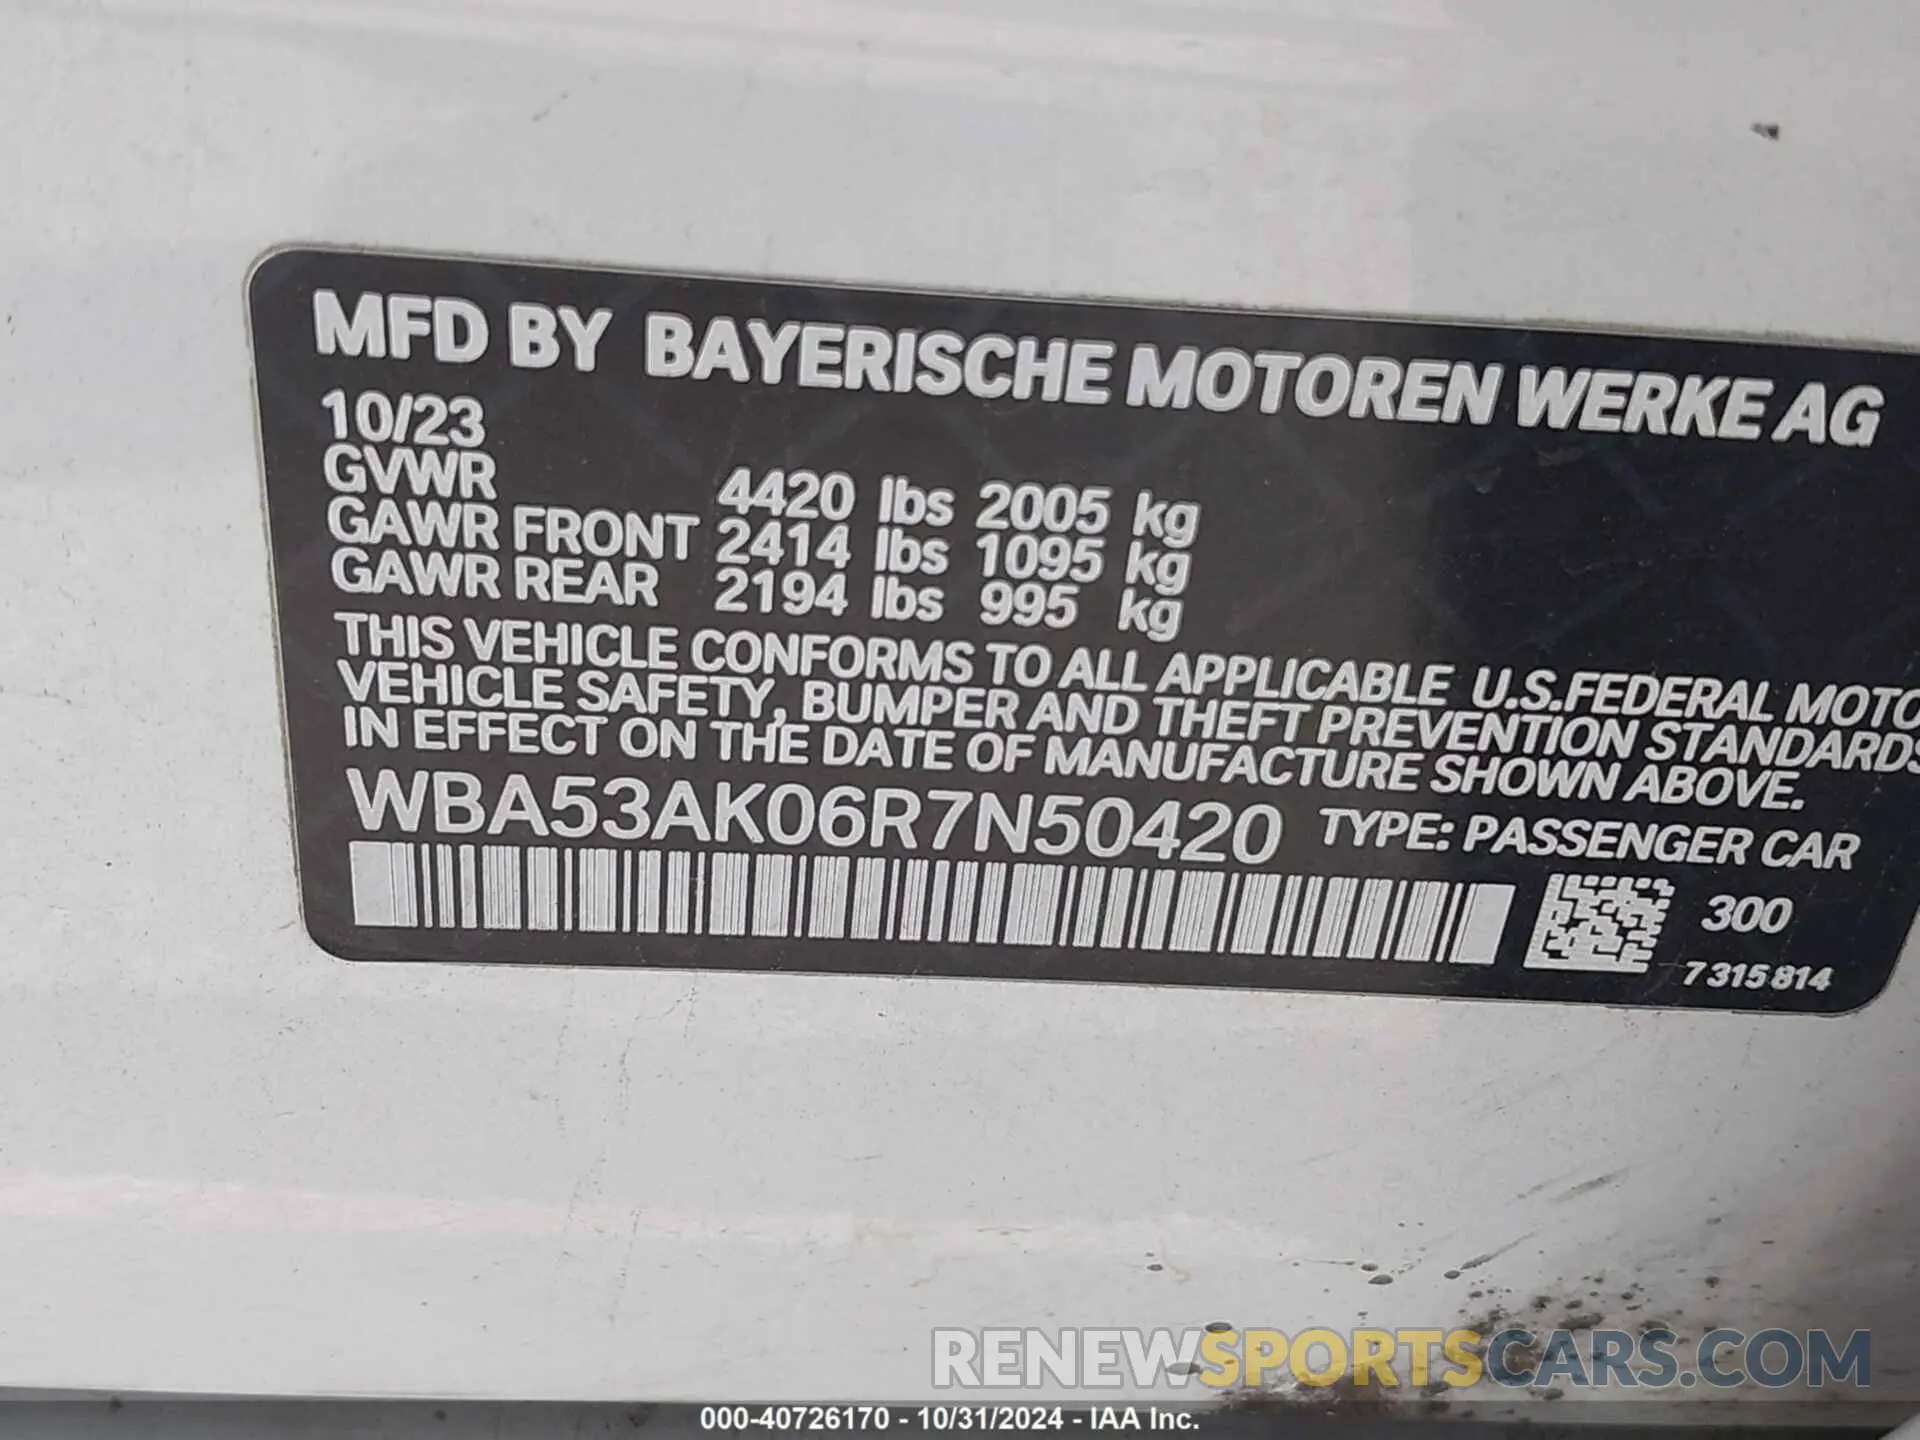 MFD BY BAYERISCHE MOTOREN WERKE AG
10/23
GVWR 4420 lbs 2005 kg
GAWR FRONT 2414 lbs 1095 kg
GAWR REAR 2194 lbs 995 kg
THIS VEHICLE CONFORMS TO ALL APPLICABLE U.S.FEDERAL MOTO
VEHICLE SAFETY, BUMPER AND THEFT PREVENTION STANDARDS
IN EFFECT ON THE DATE OF MANUFACTURE SHOWN ABOVE.
WBA53AK06R7N50420 TYPE: PASSENGER CAR
300
7315814
RENEWSPORTSCARS.COM
000-40726170 - 10/31/2024 - IAA Inc.